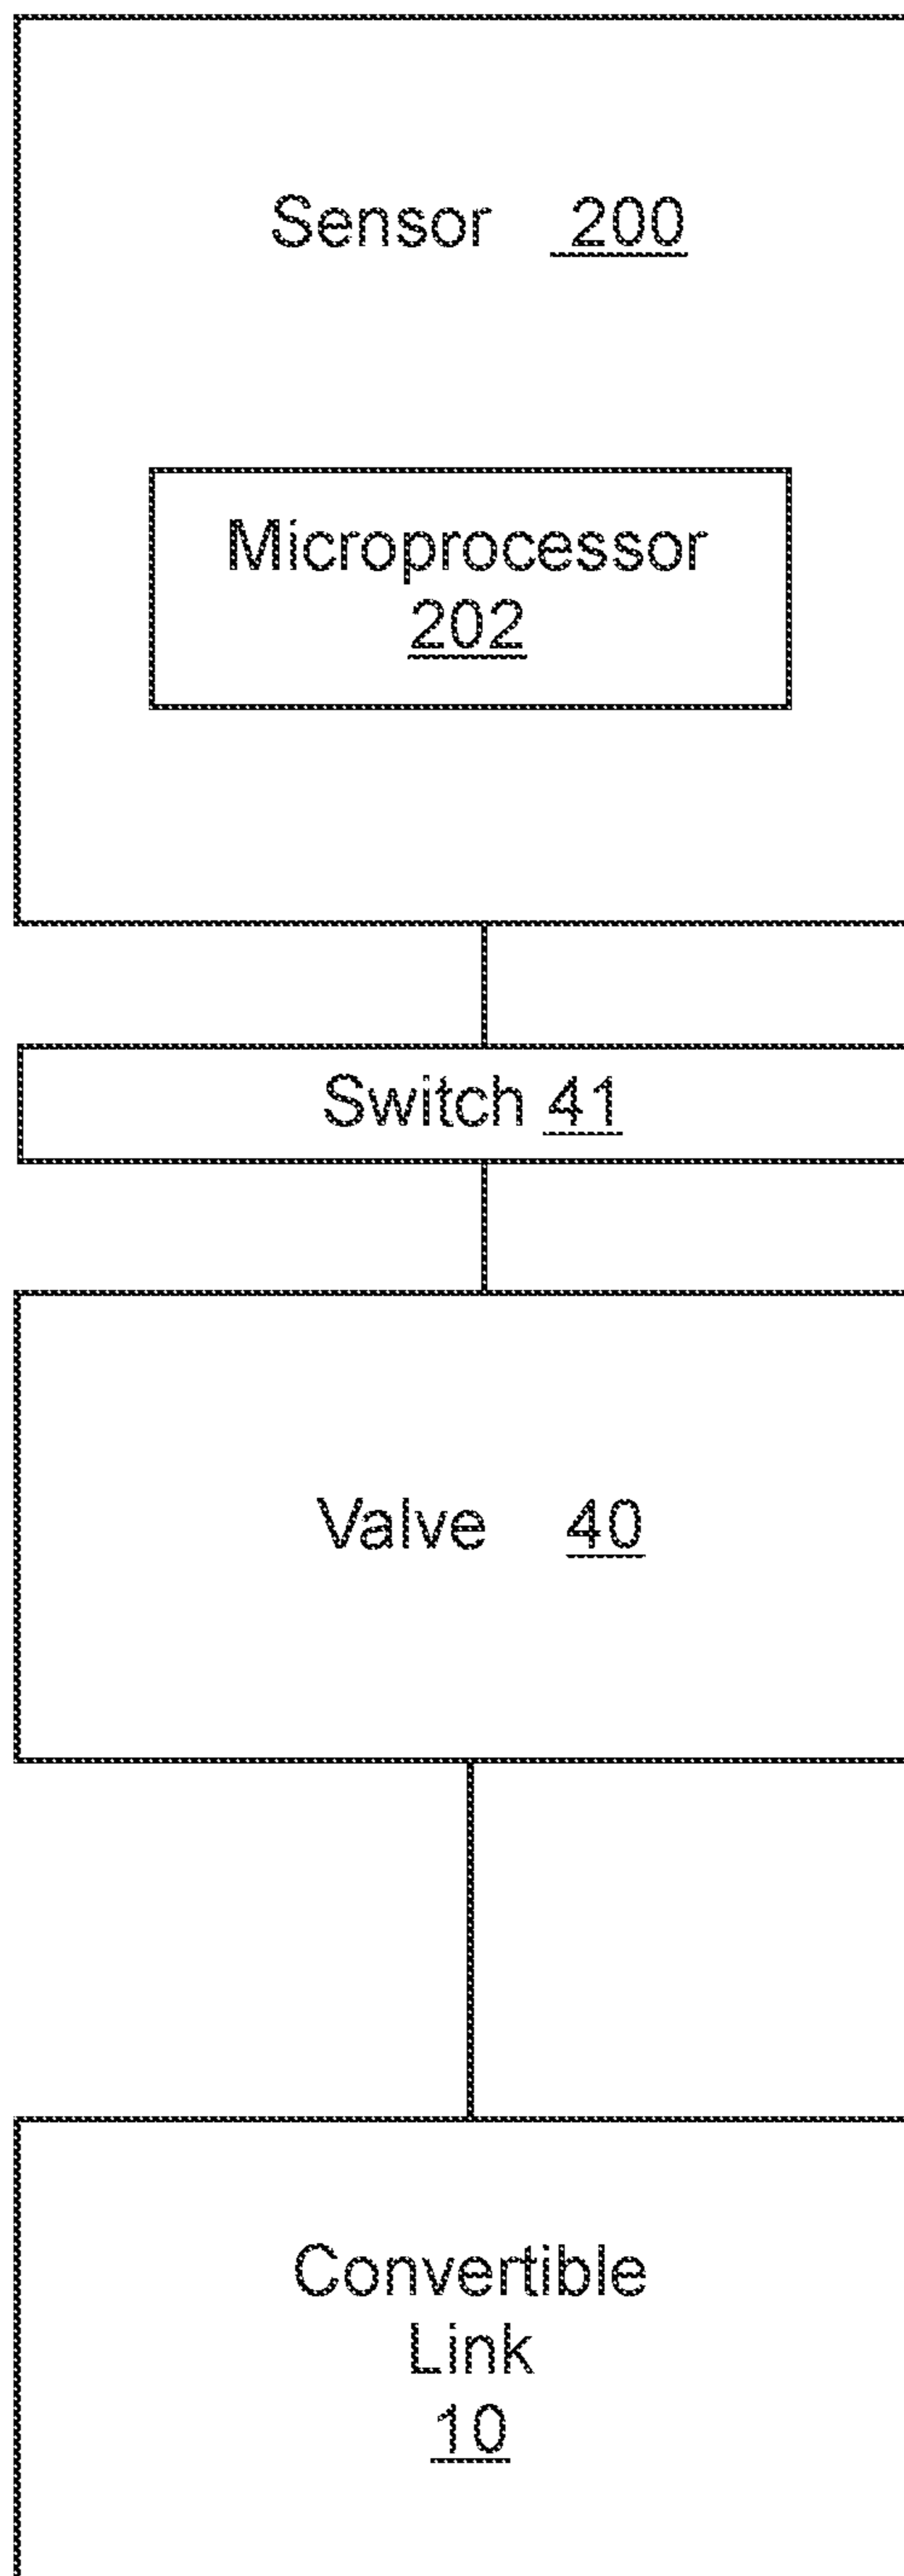 Sensor 200
Microprocessor
202
Switch 41
Valve 40
Convertible
Link
10